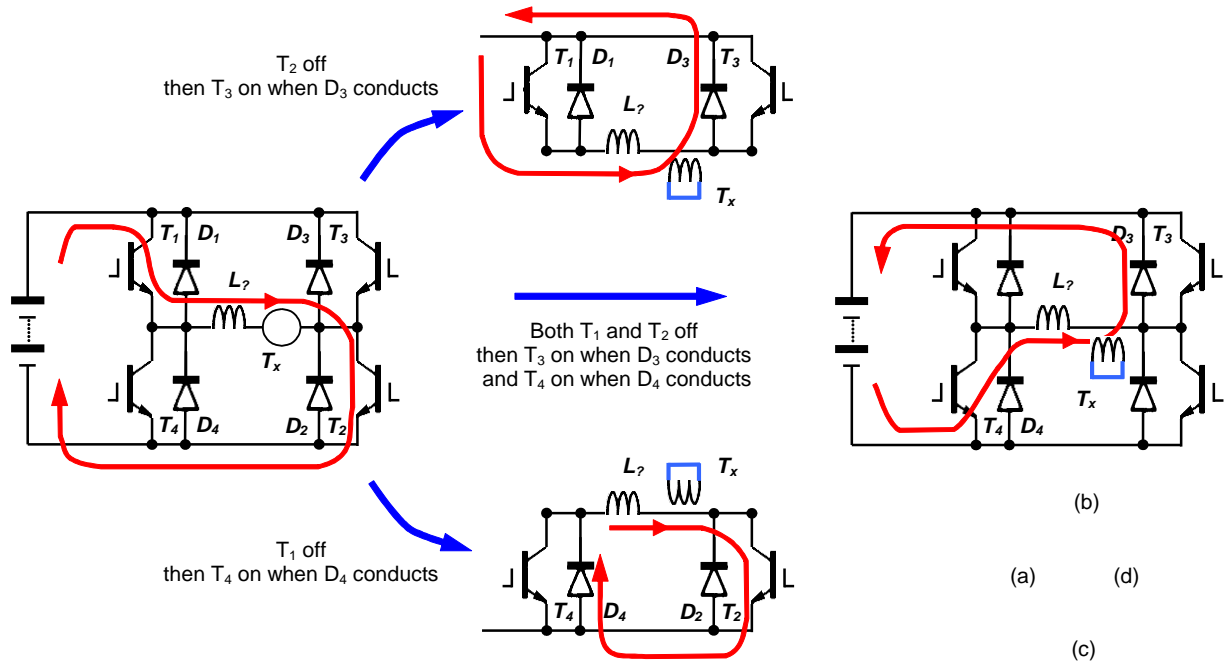 T₂ off
then T₃ on when D₃ conducts
T₁ D₁ D₃ T₃
L?
Tₓ
T₁ D₁ D₃ T₃
L?
Tₓ
T₄ D₄ D₂ T₂
Both T₁ and T₂ off
then T₃ on when D₃ conducts
and T₄ on when D₄ conducts
D₃ T₃
L?
Tₓ
T₄ D₄
T₁ off
then T₄ on when D₄ conducts
L? Tₓ
T₄ D₄ D₂ T₂
(b)
(a) (d)
(c)